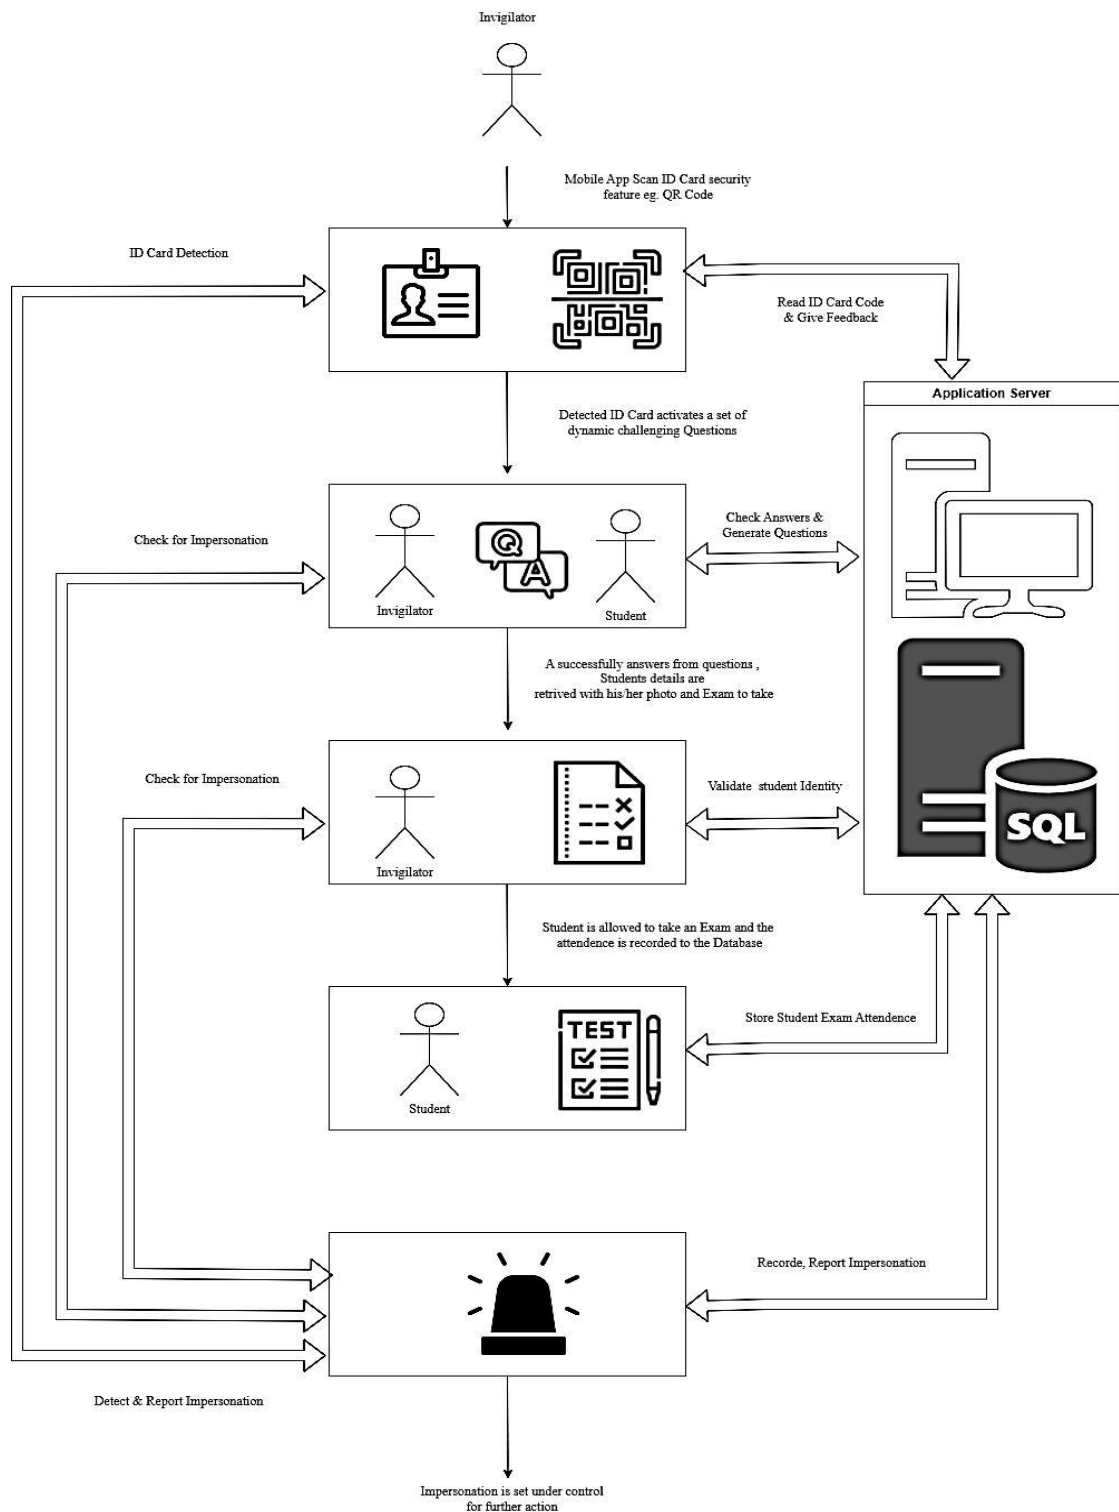 Invigilator
Mobile App Scan ID Card security
feature eg. QR Code
ID Card Detection
Read ID Card Code
& Give Feedback
Application Server
Detected ID Card activates a set of
dynamic challenging Questions
Check for Impersonation
Q
A
Invigilator
Student
Check Answers &
Generate Questions
A successfully answers from questions ,
Students details are
retrived with his/her photo and Exam to take
Check for Impersonation
Invigilator
Validate student Identity
SQL
Student is allowed to take an Exam and the
attendence is recorded to the Database
TEST
Student
Store Student Exam Attendence
Recorde, Report Impersonation
Detect & Report Impersonation
Impersonation is set under control
for further action